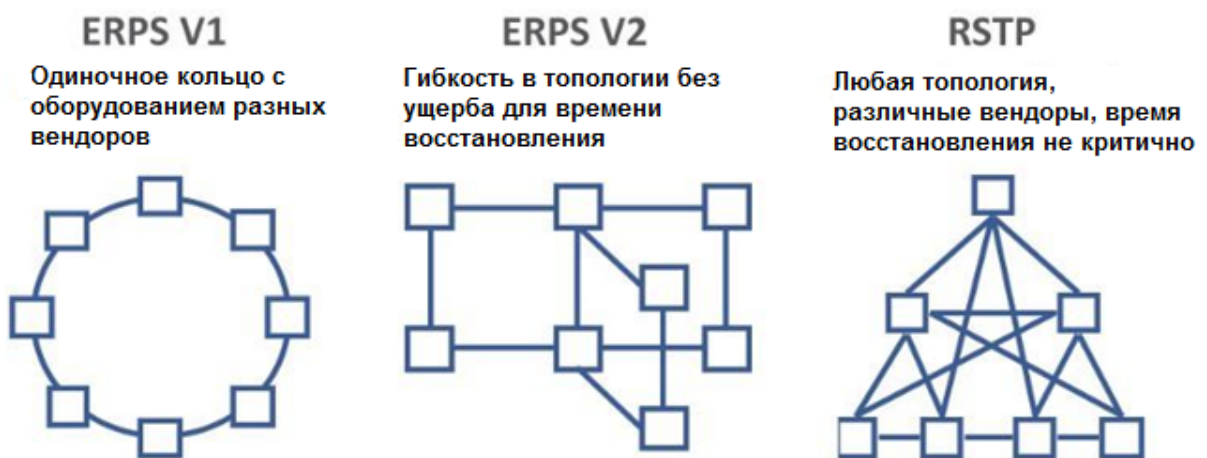 ERPS V1
Одиночное кольцо с
оборудованием разных
вендоров
ERPS V2
Гибкость в топологии без
ущерба для времени
восстановления
RSTP
Любая топология,
различные вендоры, время
восстановления не критично